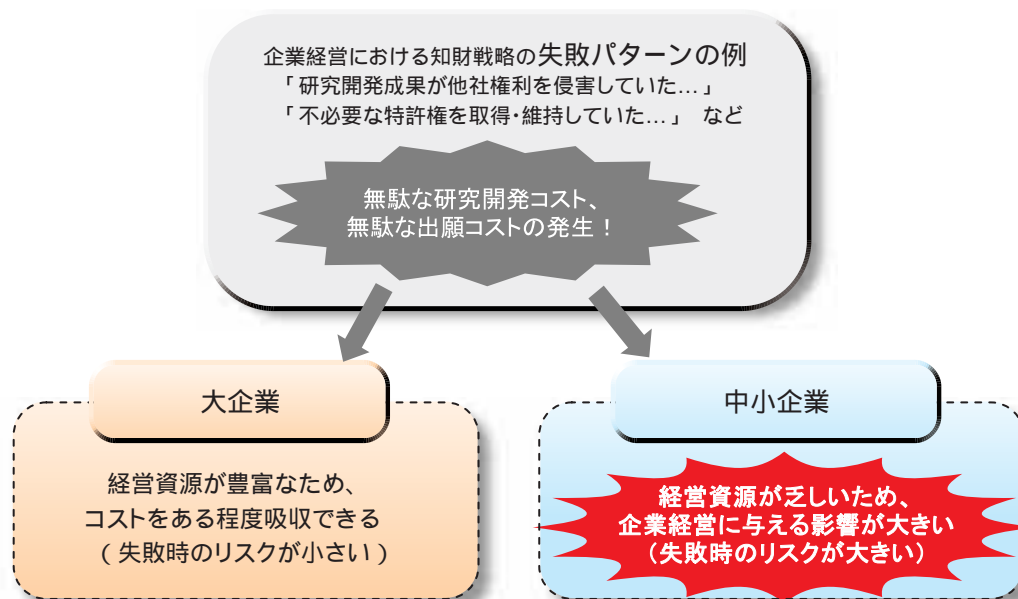 企業経営における知財戦略の失敗パターンの例
「研究開発成果が他社権利を侵害していた…」
「不必要な特許権を取得・維持していた…」 など
無駄な研究開発コスト、
無駄な出願コストの発生！
大企業
経営資源が豊富なため、
コストをある程度吸収できる
（失敗時のリスクが小さい）
中小企業
経営資源が乏しいため、
企業経営に与える影響が大きい
（失敗時のリスクが大きい）